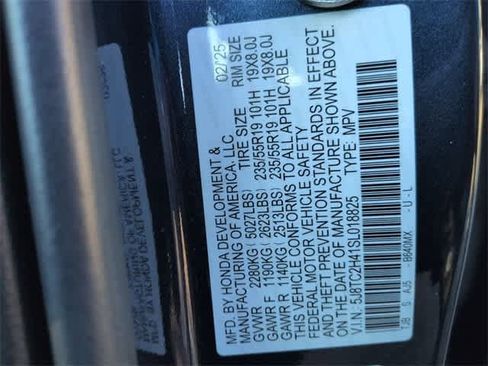 MFD. BY HONDA DEVELOPMENT & 02/25
MANUFACTURING OF AMERICA, LLC
TIRE SIZE RIM SIZE
GVWR 2280KG (5027LBS) 235/55R19 101H 19X8.0J
GAWR F 1190KG (2623LBS) 235/55R19 101H 19X8.0J
GAWR R 1140KG (2513LBS)
THIS VEHICLE CONFORMS TO ALL APPLICABLE
FEDERAL MOTOR VEHICLE SAFETY
AND THEFT PREVENTION STANDARDS IN EFFECT
ON THE DATE OF MANUFACTURE SHOWN ABOVE.
V.I.N.: 5J8TC2H41SL018825 TYPE: MPV
TJB G AJ5 B640MX - U - L